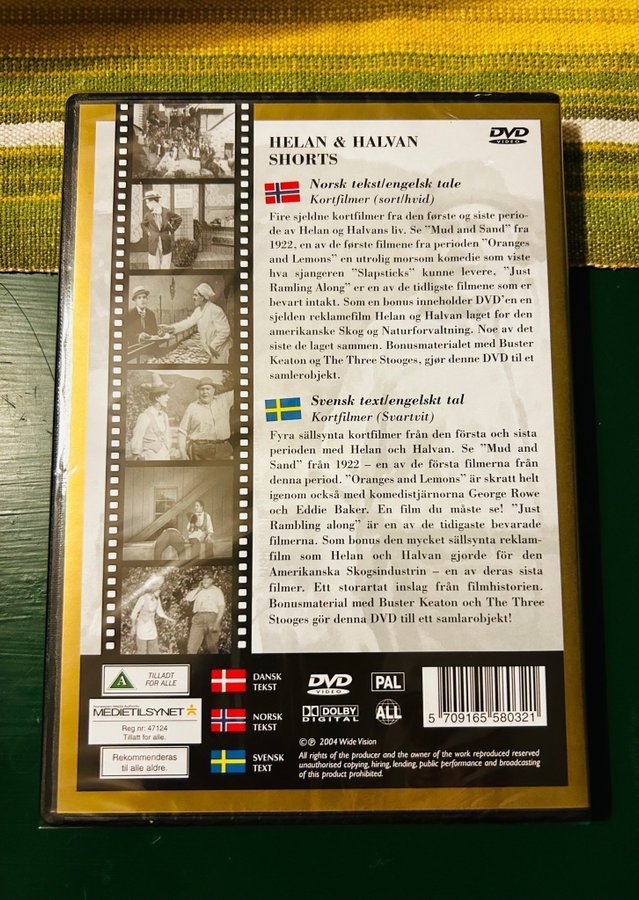 HELAN & HALVAN
SHORTS
DVD
VIDEO
Norsk tekst/engelsk tale
Kortfilmer (sort/hvid)
Fire sjeldne kortfilmer fra den første og siste perio-
de av Helan og Halvans liv. Se "Mud and Sand" fra
1922, en av de første filmene fra perioden "Oranges
and Lemons" en utrolig morsom komedie som viste
hva sjangeren "Slapsticks" kunne levere, "Just
Ramling Along" er en av de tidligste filmene som er
bevart intakt. Som en bonus inneholder DVD'en en
sjelden reklamefilm Helan og Halvan laget for den
amerikanske Skog og Naturforvaltning. Noe av det
siste de laget sammen. Bonusmaterialet med Buster
Keaton og The Three Stooges, gjør denne DVD til et
samlerobjekt.
Svensk text/engelskt tal
Kortfilmer (Svartvit)
Fyra sällsynta kortfilmer från den första och sista
perioden med Helan och Halvan. Se "Mud and
Sand" från 1922 – en av de första filmerna från
denna period. "Oranges and Lemons" är skratt helt
igenom också med komedistjärnorna George Rowe
och Eddie Baker. En film du måste se! "Just
Rambling along" är en av de tidigaste bevarade
filmerna. Som bonus den mycket sällsynta reklam-
film som Helan och Halvan gjorde för den
Amerikanska Skogsindustrin – en av deras sista
filmer. Ett storartat inslag från filmhistorien.
Bonusmaterial med Buster Keaton och The Three
Stooges gör denna DVD till ett samlarobjekt!
A
TILLADT
FOR ALLE
MEDIETILSYNET
Reg nr: 47124
Tillatt for alle.
Rekommenderas
til alle aldre.
DANSK
TEKST
NORSK
TEKST
SVENSK
TEXT
DVD
VIDEO
PAL
DOLBY
DIGITAL
ALL
©℗ 2004 Wide Vision
All rights of the producer and the owner of the work reproduced reserved
unauthorised copying, hiring, lending, public performance and broadcasting
of this product prohibited.
5 709165 580321